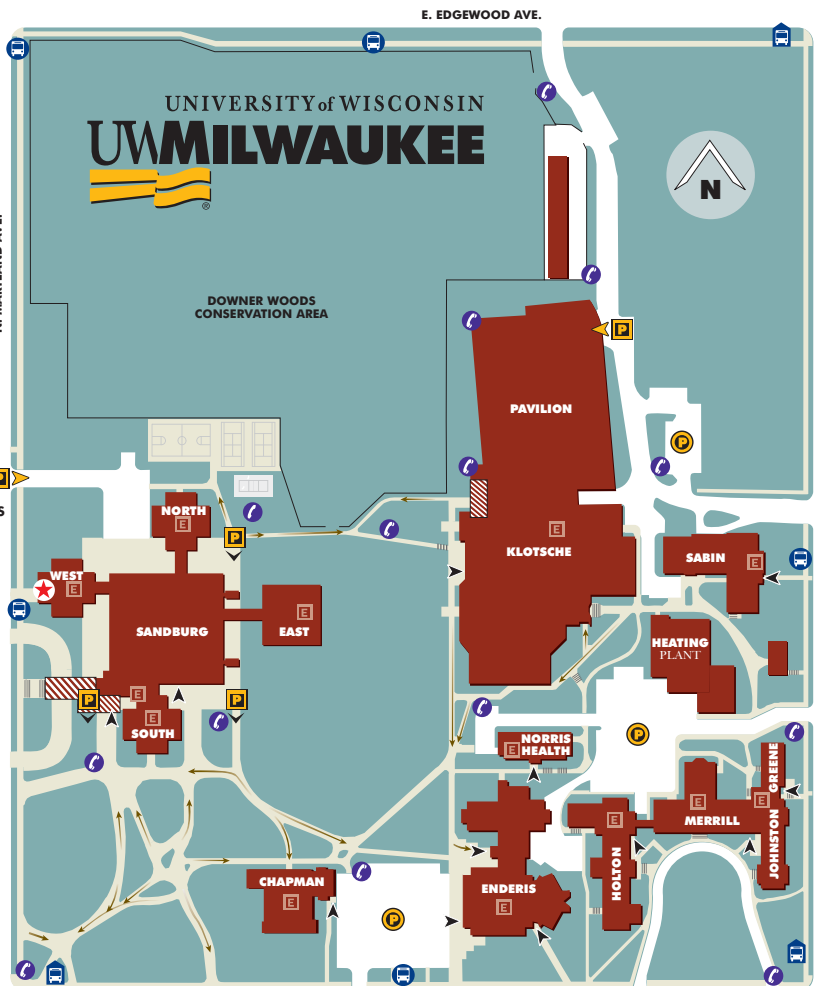 E. EDGEWOOD AVE.
UNIVERSITY of WISCONSIN
UWMILWAUKEE
®
N
DOWNER WOODS
CONSERVATION AREA
P
PAVILION
P
P
NORTH
E
P
E
KLOTSCHE
SABIN
E
WEST
E
SANDBURG
E
EAST
HEATING
PLANT
E
P
P
E
SOUTH
P
E
NORRIS
HEALTH
GREENE
E
E
E
MERRILL
JOHNSTON
HOLTON
CHAPMAN
E
ENDERIS
E
P